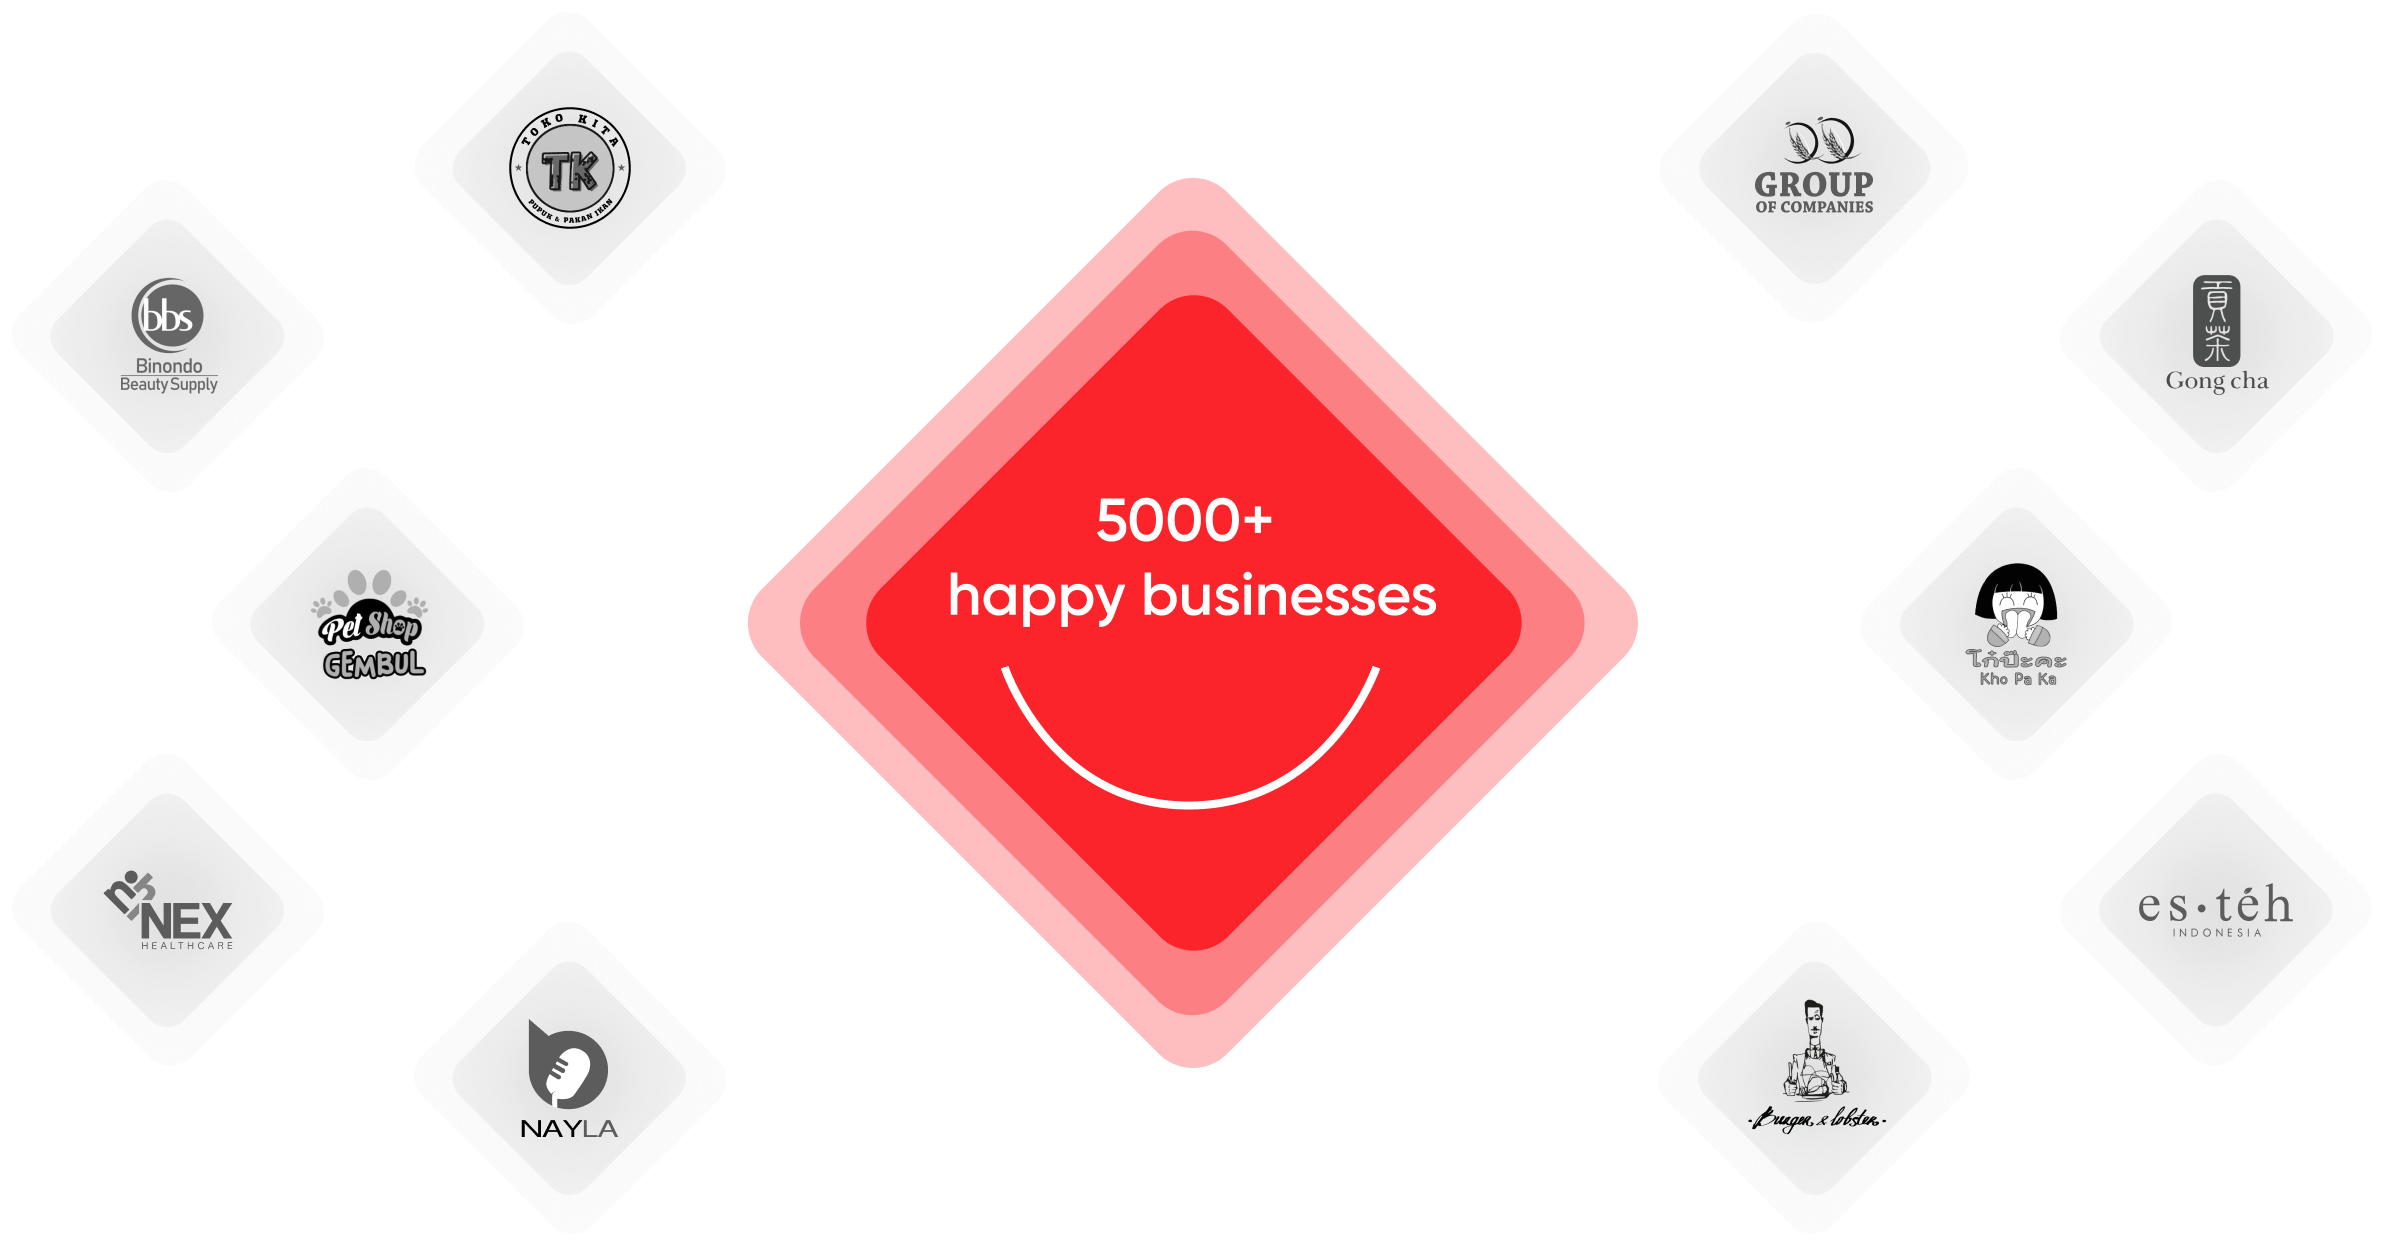 TOKO KITA
TK
PUPUK & PAKAN IKAN
GROUP
OF COMPANIES
bbs
Binondo
Beauty Supply
貢茶
Gong cha
5000+
happy businesses
Pet Shop
GEMBUL
โก๋ป๊ะคะ
Kho Pa Ka
NEX
HEALTHCARE
es·téh
INDONESIA
NAYLA
·Burger & lobster·